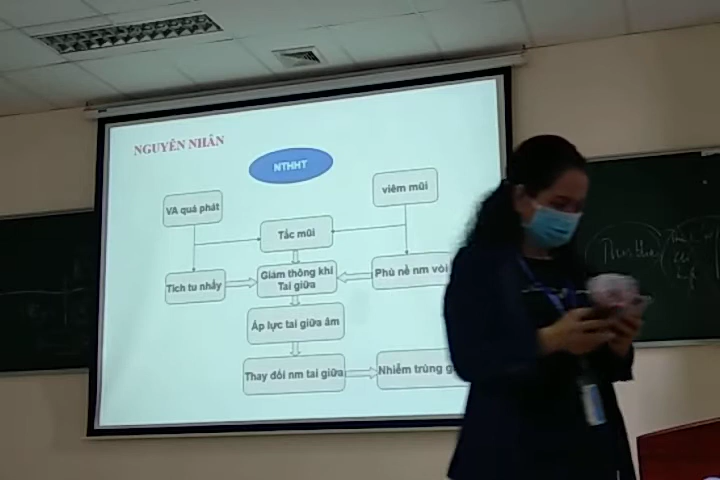 NGUYÊN NHÂN
NTHHT
VA quá phát
viêm mũi
Tắc mũi
Tích tụ nhầy
Giảm thông khí
Tai giữa
Phù nề nm vòi
Áp lực tai giữa âm
Thay đổi nm tai giữa
Nhiễm trùng g